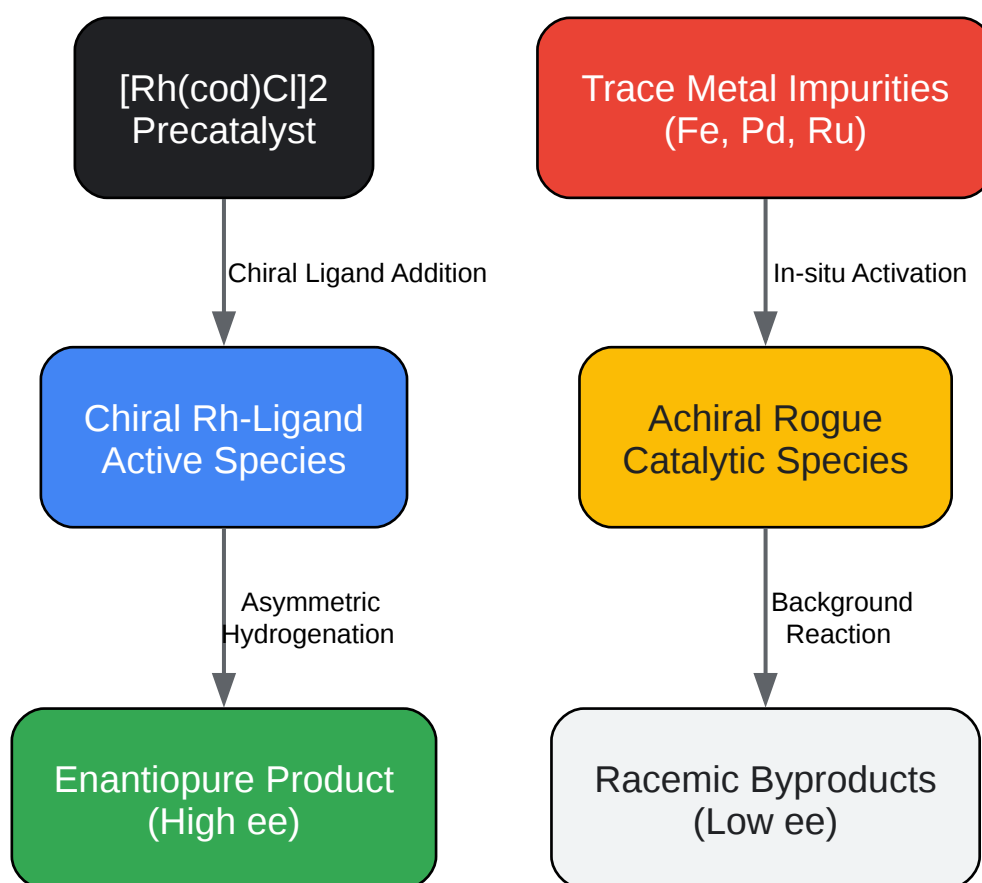 [Rh(cod)Cl]2
Precatalyst
Trace Metal Impurities
(Fe, Pd, Ru)
Chiral Ligand Addition
In-situ Activation
Chiral Rh-Ligand
Active Species
Achiral Rogue
Catalytic Species
Asymmetric
Hydrogenation
Background
Reaction
Enantiopure Product
(High ee)
Racemic Byproducts
(Low ee)